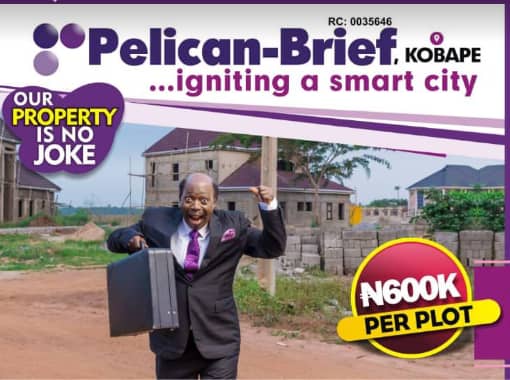 RC: 0035646
Pelican-Brief, KOBAPE
...igniting a smart city
OUR
PROPERTY
IS NO
JOKE
₦600K
PER PLOT